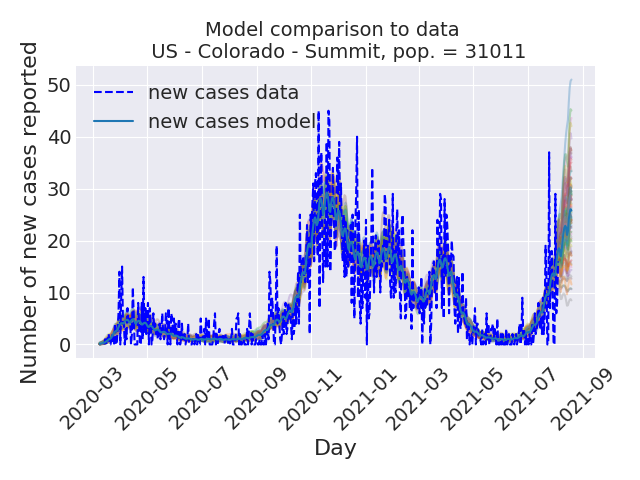 Model comparison to data
US - Colorado - Summit, pop. = 31011
Number of new cases reported
50
40
30
20
10
0
new cases data
new cases model
2020-03
2020-05
2020-07
2020-09
2020-11
2021-01
2021-03
2021-05
2021-07
2021-09
Day